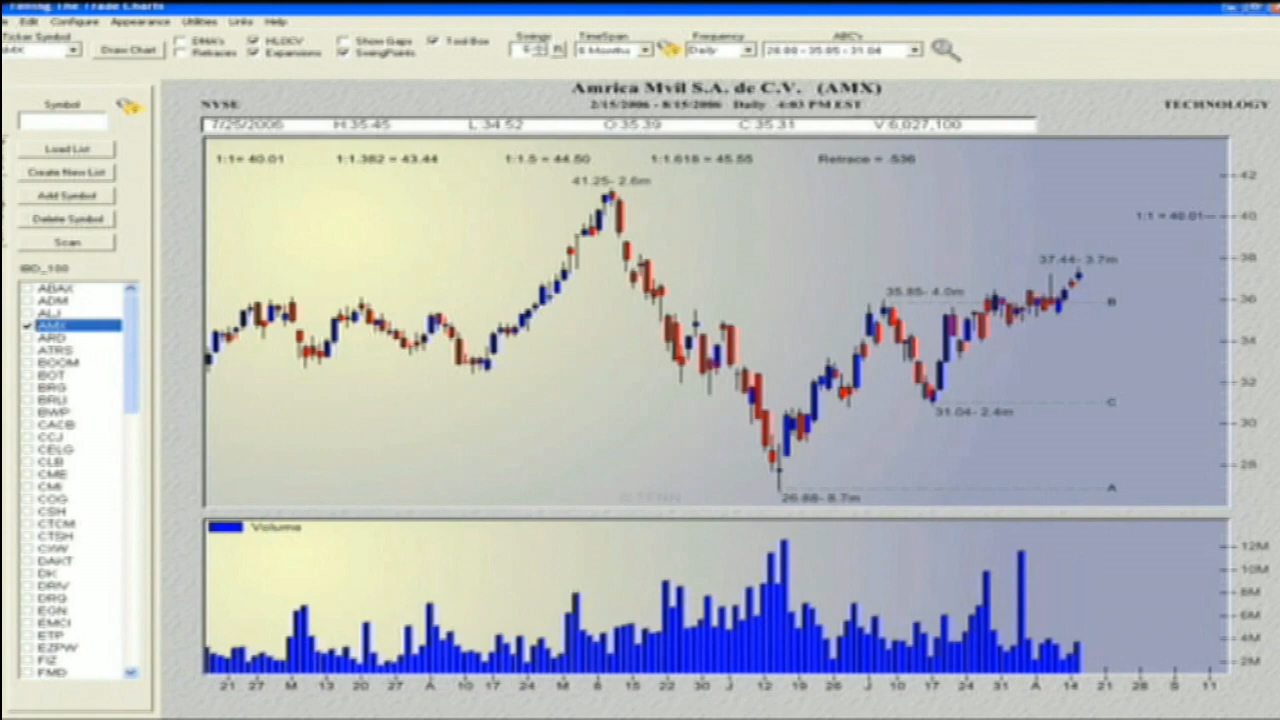 Timing The Trade Charts
Edit Configure Appearance Utilities Links Help
Ticker Symbol
AMX
Draw Chart
DMA's
Retraces
HLOCV
Expansions
Show Gaps
SwingPoints
Tool Box
Swings
TimeSpan
6 Months
Frequency
Daily
ABC's
26.88 - 35.85 - 31.04
Amrica Mvil S.A. de C.V. (AMX)
NYSE
2/15/2006 - 8/15/2006 Daily 4:03 PM EST
TECHNOLOGY
7/25/2006 H:35.45 L:34.52 O:35.39 C:35.31 V:6,027,100
1:1= 40.01 1:1.382 = 43.44 1:1.5 = 44.50 1:1.618 = 45.55 Retrace = .536
41.25- 2.6m
1:1 = 40.01
37.44- 3.7m
35.85- 4.0m
B
C
31.04- 2.4m
A
26.88- 8.7m
42
40
38
36
34
32
30
28
Volume
12M
10M
8M
6M
4M
2M
21 27 M 13 20 27 A 10 17 24 M 8 15 22 30 J 12 19 26 J 10 17 24 31 A 14 21 28 S 11
Symbol
Load List
Create New List
Add Symbol
Delete Symbol
Scan
IBD_100
ABAX
ADM
ALJ
AMX
ARD
ATRS
BOOM
BOT
BRG
BRLI
BWP
CACB
CCJ
CELG
CLB
CME
CMI
COG
CSH
CTCM
CTSH
CXW
DAKT
DK
DRIV
DRQ
EGN
EMCI
ETP
EZPW
FIZ
FMD